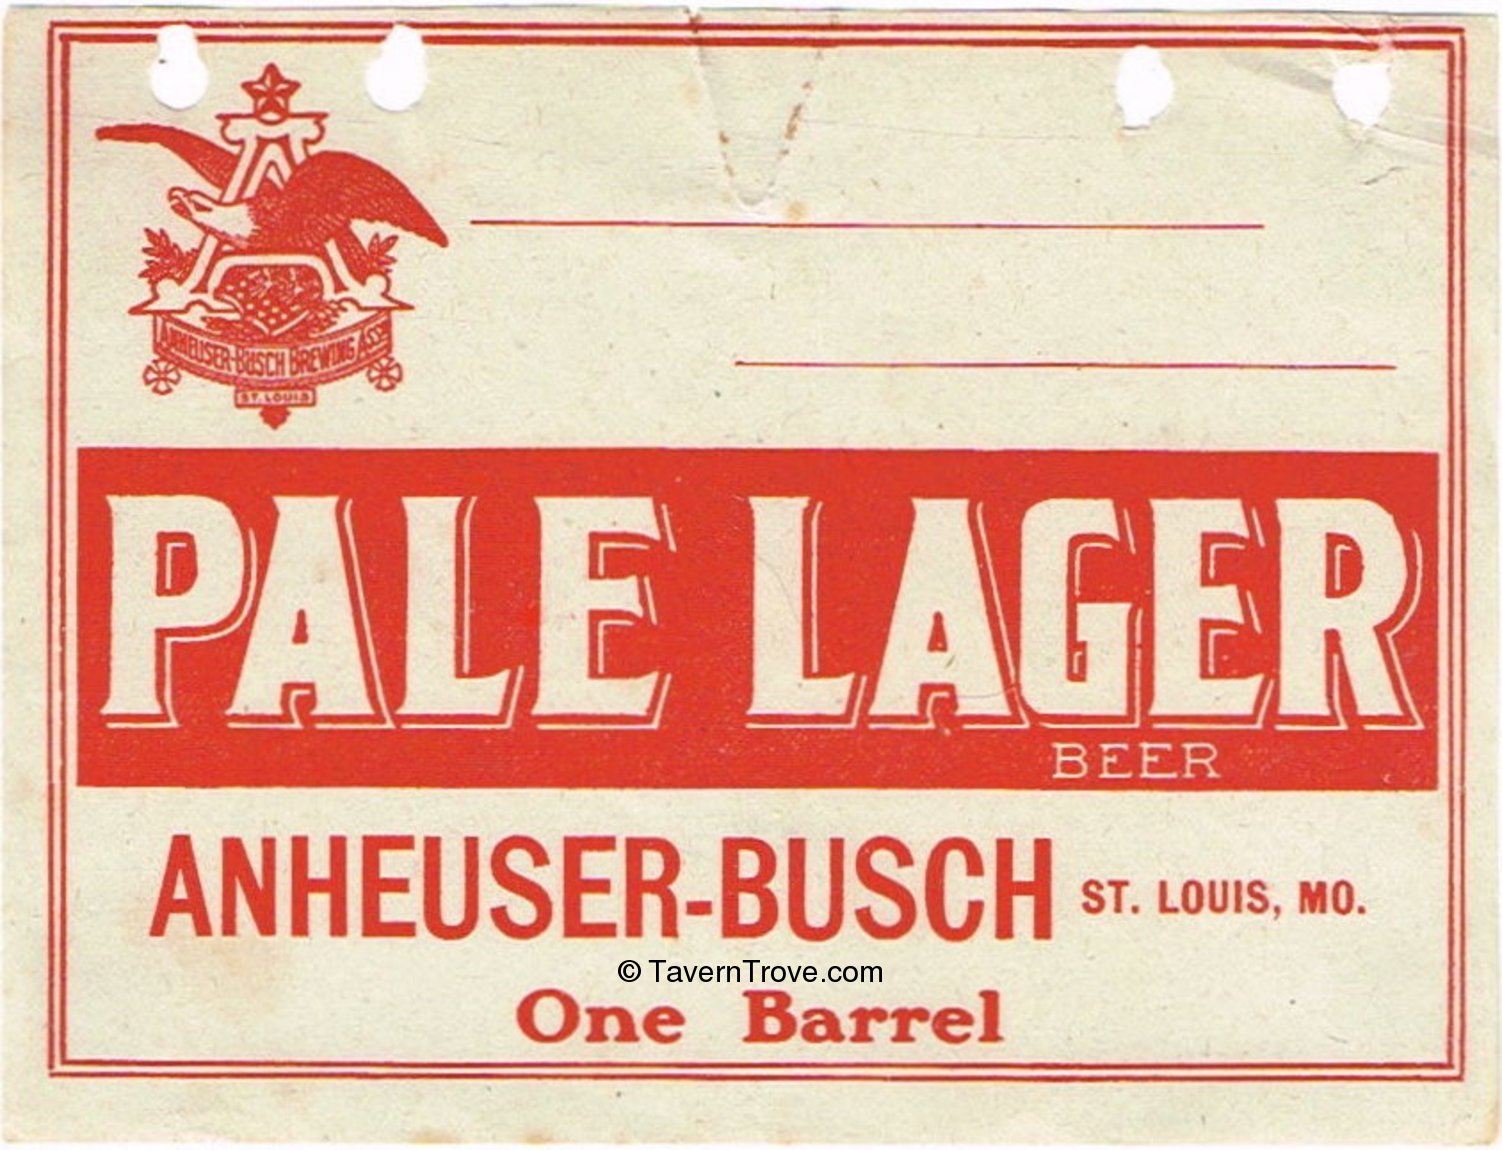 ANHEUSER-BUSCH BREWING ASS'N
ST. LOUIS
PALE LAGER
BEER
ANHEUSER-BUSCH ST. LOUIS, MO.
© TavernTrove.com
One Barrel